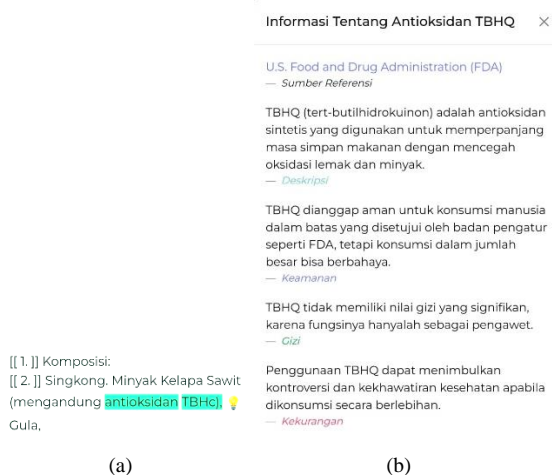 Informasi Tentang Antioksidan TBHQ ×
U.S. Food and Drug Administration (FDA)
— Sumber Referensi
TBHQ (tert-butilhidrokuinon) adalah antioksidan
sintetis yang digunakan untuk memperpanjang
masa simpan makanan dengan mencegah
oksidasi lemak dan minyak.
— Deskripsi
TBHQ dianggap aman untuk konsumsi manusia
dalam batas yang disetujui oleh badan pengatur
seperti FDA, tetapi konsumsi dalam jumlah
besar bisa berbahaya.
— Keamanan
TBHQ tidak memiliki nilai gizi yang signifikan,
karena fungsinya hanyalah sebagai pengawet.
— Gizi
Penggunaan TBHQ dapat menimbulkan
kontroversi dan kekhawatiran kesehatan apabila
dikonsumsi secara berlebihan.
— Kekurangan
[[ 1. ]] Komposisi:
[[ 2. ]] Singkong. Minyak Kelapa Sawit
(mengandung antioksidan TBHc),
Gula,
(a)
(b)